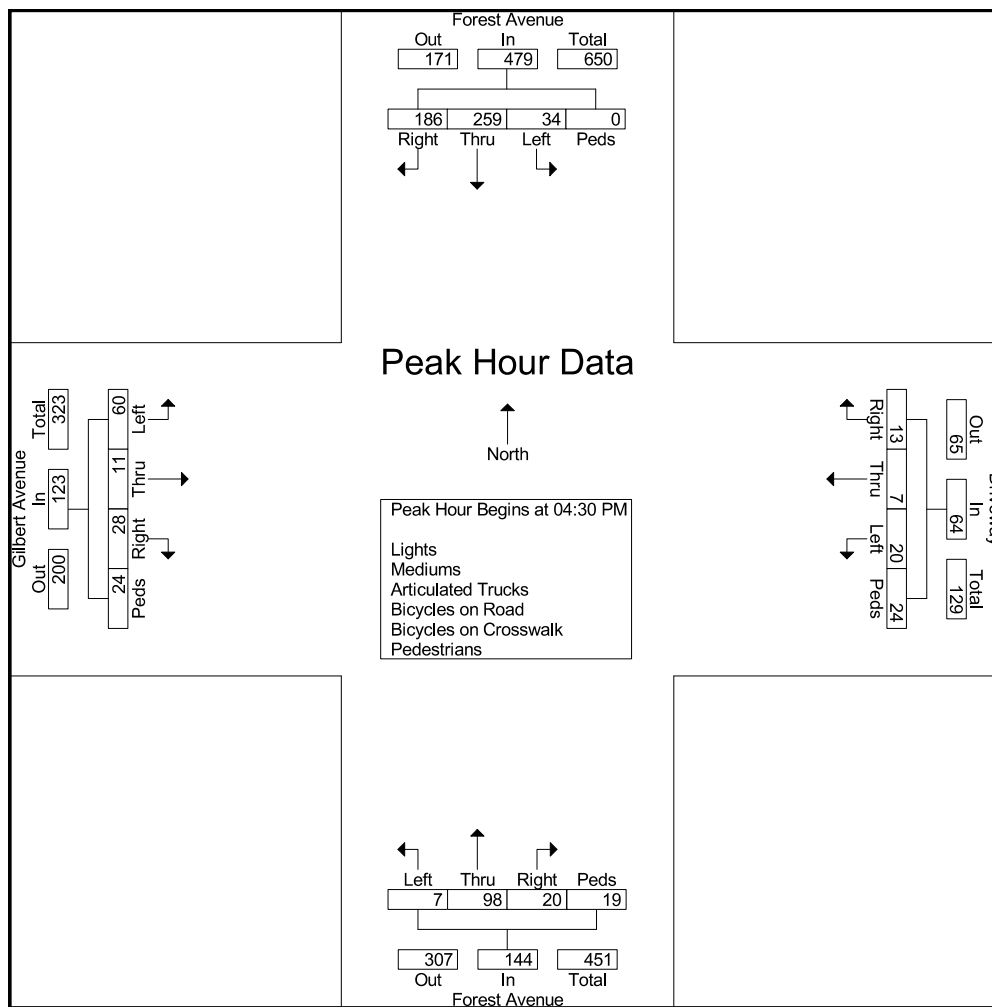 Forest Avenue
Out In Total
171 479 650
186 259 34 0
Right Thru Left Peds
Peak Hour Data
North
Peak Hour Begins at 04:30 PM
Lights
Mediums
Articulated Trucks
Bicycles on Road
Bicycles on Crosswalk
Pedestrians
Gilbert Avenue
Out In Total
200 123 323
24 28 11 60
Peds Right Thru Left
Out In Total
65 64 129
13 7 20 24
Right Thru Left Peds
Left Thru Right Peds
7 98 20 19
307 144 451
Out In Total
Forest Avenue